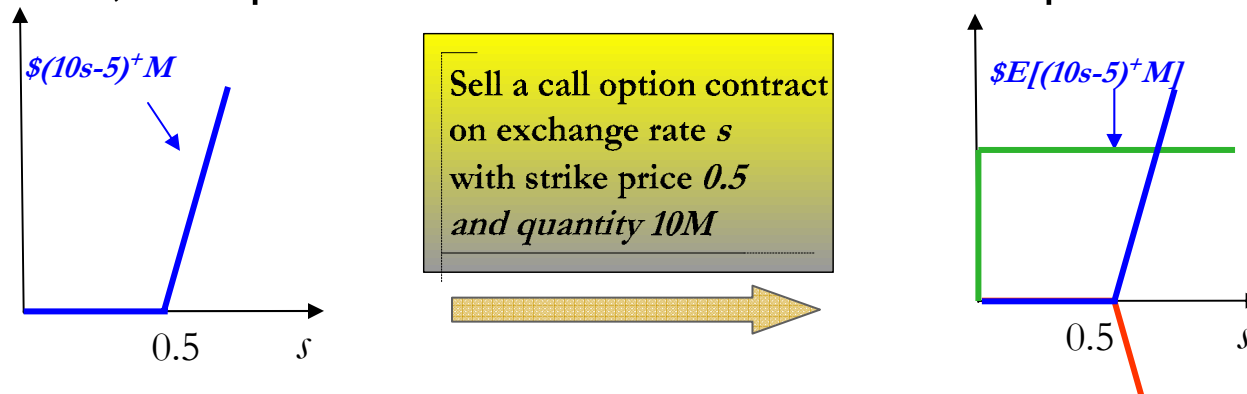 $(10s-5)⁺M
0.5
s
Sell a call option contract
on exchange rate s
with strike price 0.5
and quantity 10M
$E[(10s-5)⁺M]
0.5
s